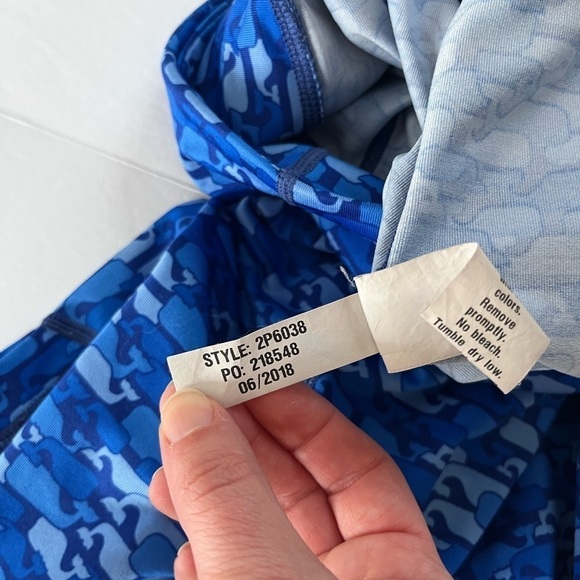 STYLE: 2P6038
PO: 218548
06/2018
colors.
Remove
promptly.
No bleach.
Tumble dry low.